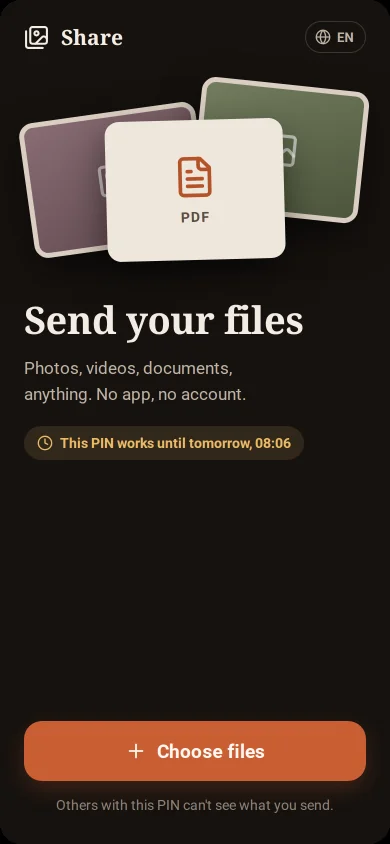 Share
EN
PDF
Send your files
Photos, videos, documents,
anything. No app, no account.
This PIN works until tomorrow, 08:06
Choose files
Others with this PIN can't see what you send.